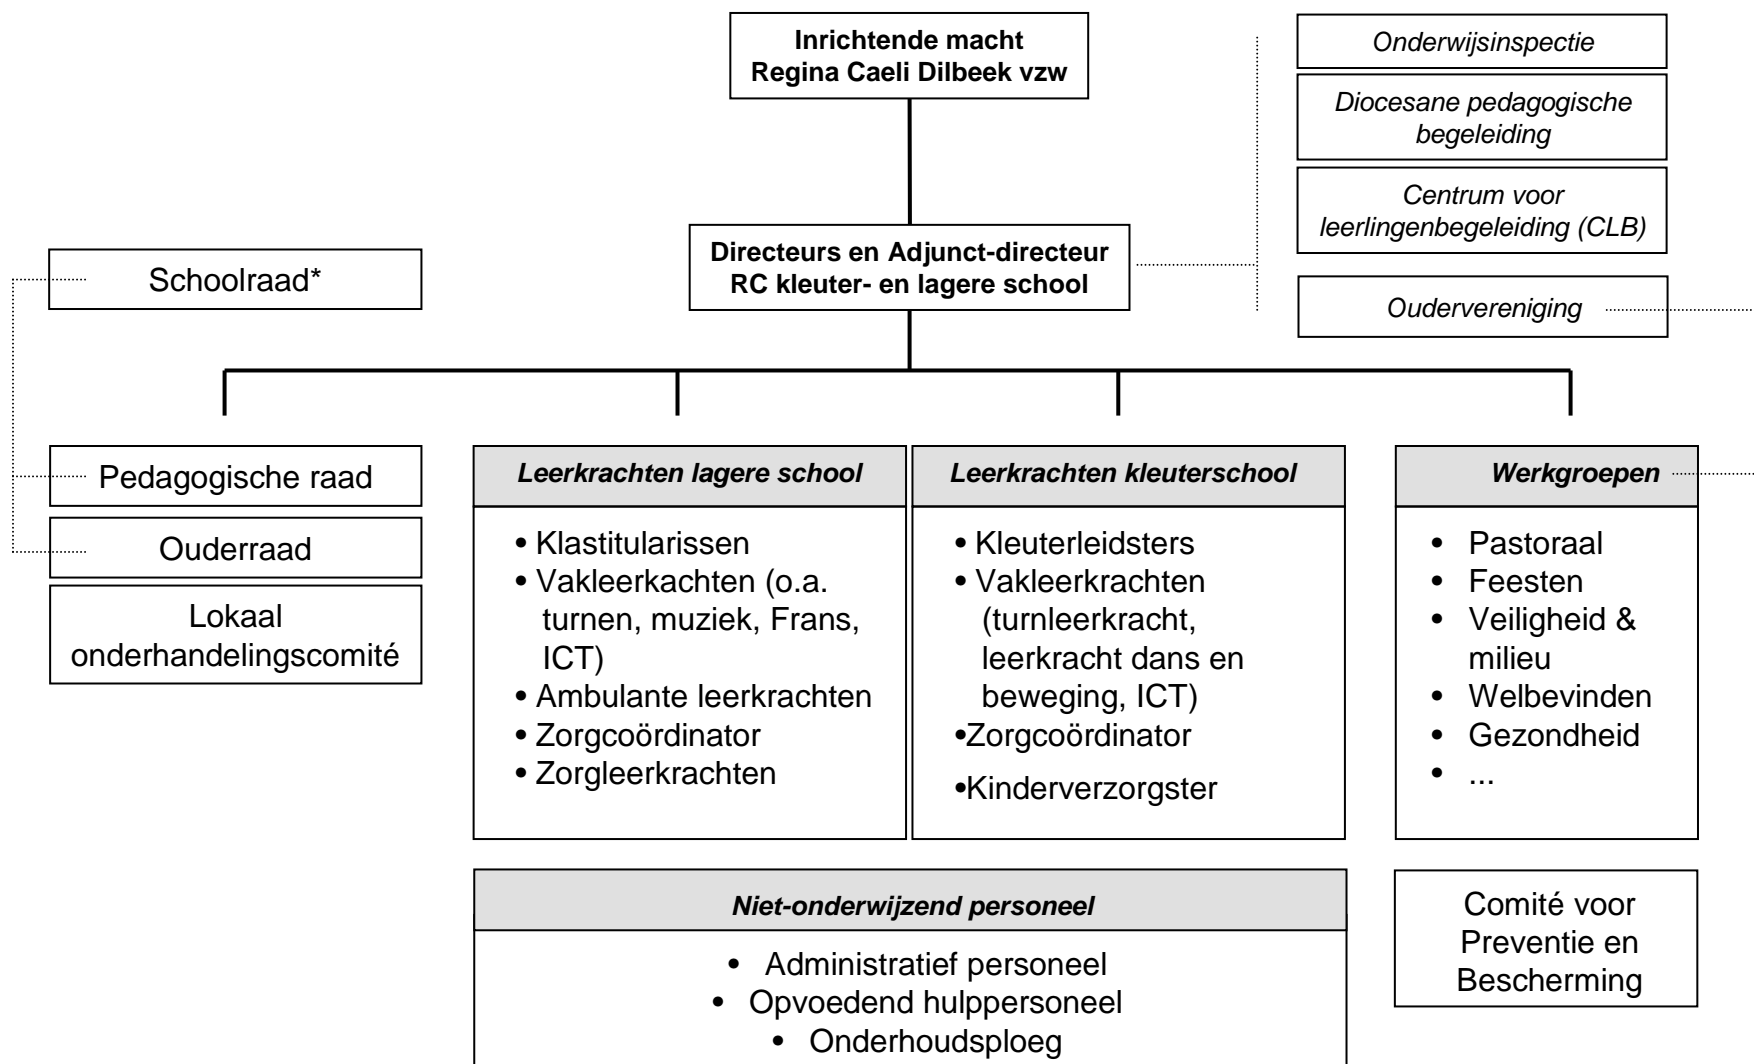 Inrichtende macht
Regina Caeli Dilbeek vzw
Onderwijsinspectie
Diocesane pedagogische
begeleiding
Centrum voor
leerlingenbegeleiding (CLB)
Oudervereniging
Directeurs en Adjunct-directeur
RC kleuter- en lagere school
Schoolraad*
Pedagogische raad
Ouderraad
Lokaal
onderhandelingscomité
Leerkrachten lagere school
• Klastitularissen
• Vakleerkachten (o.a.
turnen, muziek, Frans,
ICT)
• Ambulante leerkrachten
• Zorgcoördinator
• Zorgleerkrachten
Leerkrachten kleuterschool
• Kleuterleidsters
• Vakleerkrachten
(turnleerkracht,
leerkracht dans en
beweging, ICT)
•Zorgcoördinator
•Kinderverzorgster
Werkgroepen
• Pastoraal
• Feesten
• Veiligheid &
milieu
• Welbevinden
• Gezondheid
• ...
Niet-onderwijzend personeel
• Administratief personeel
• Opvoedend hulppersoneel
• Onderhoudsploeg
Comité voor
Preventie en
Bescherming